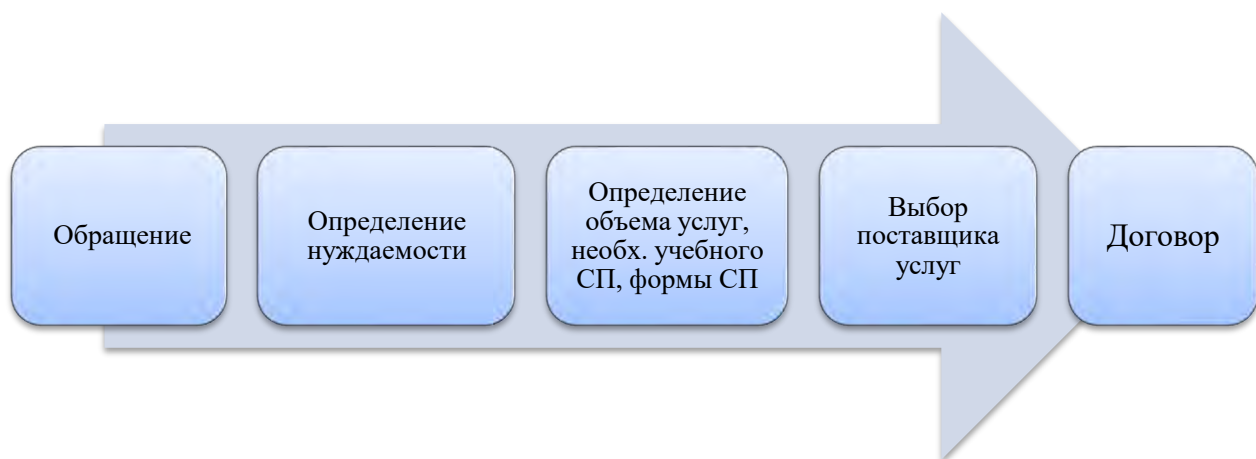 Обращение
Определение
нуждаемости
Определение
объема услуг,
необх. учебного
СП, формы СП
Выбор
поставщика
услуг
Договор